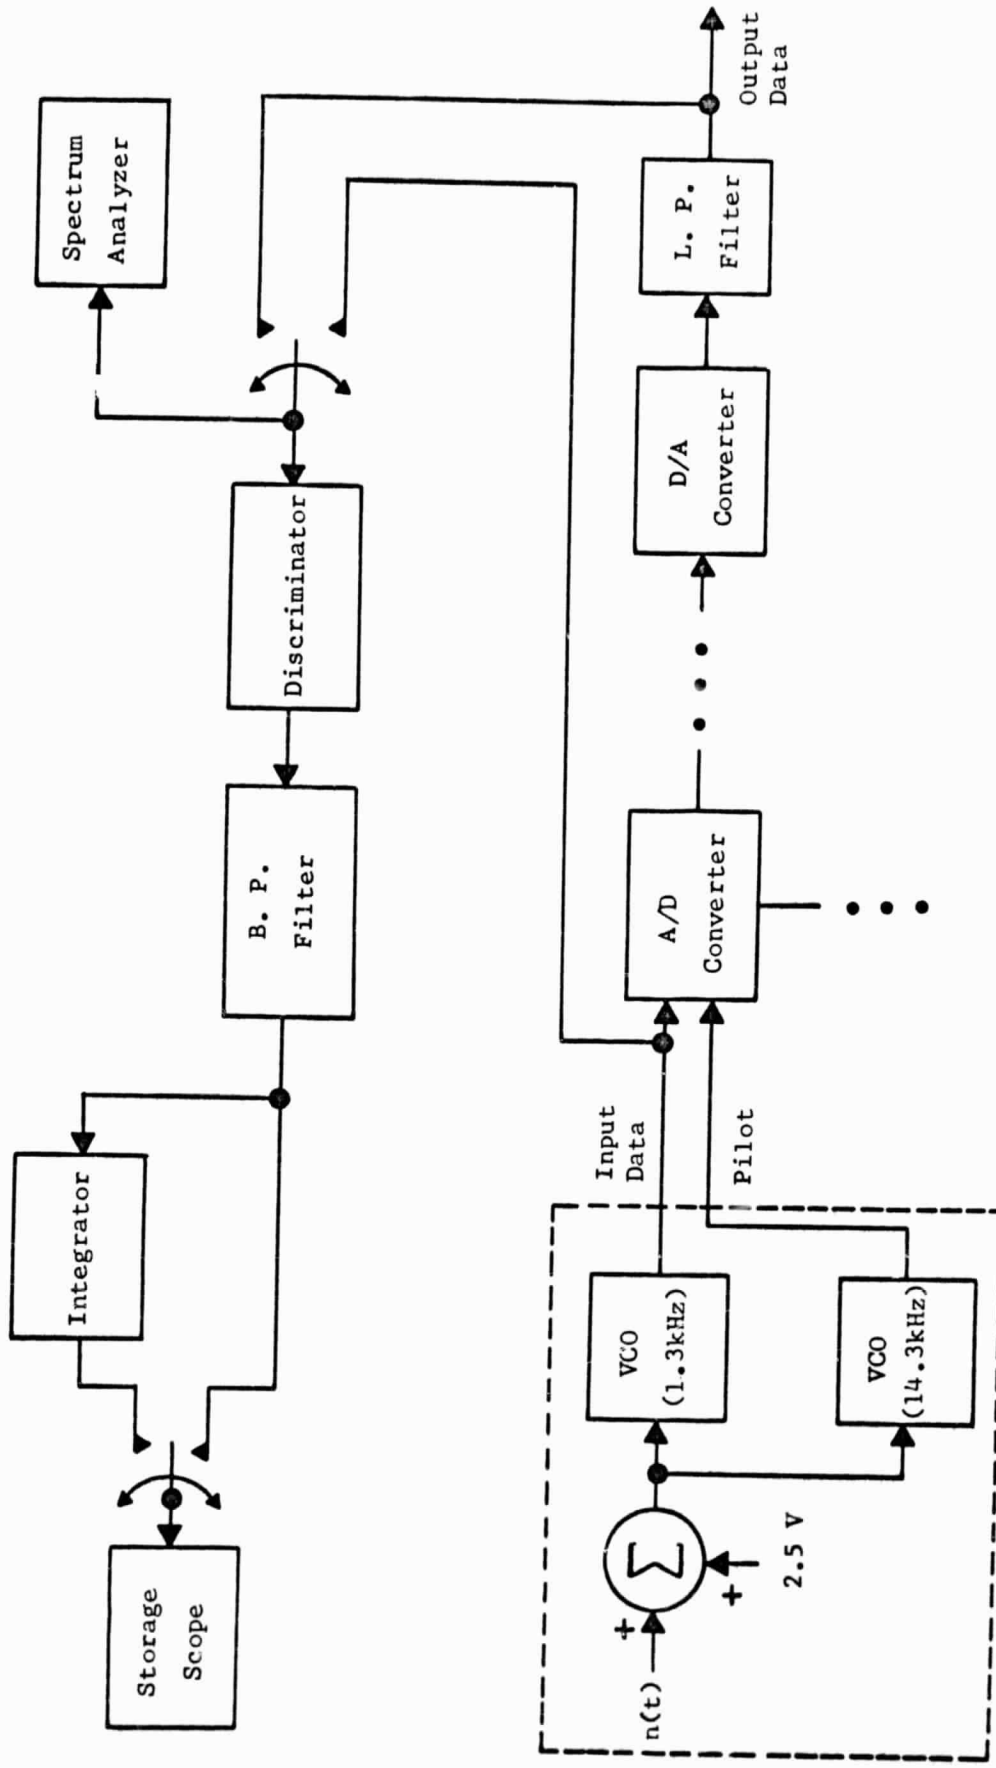 Storage
Scope
Integrator
B. P.
Filter
Discriminator
Spectrum
Analyzer
n(t)
+
Σ
+
2.5 V
VCO
(1.3kHz)
VCO
(14.3kHz)
Input
Data
Pilot
A/D
Converter
D/A
Converter
L. P.
Filter
Output
Data